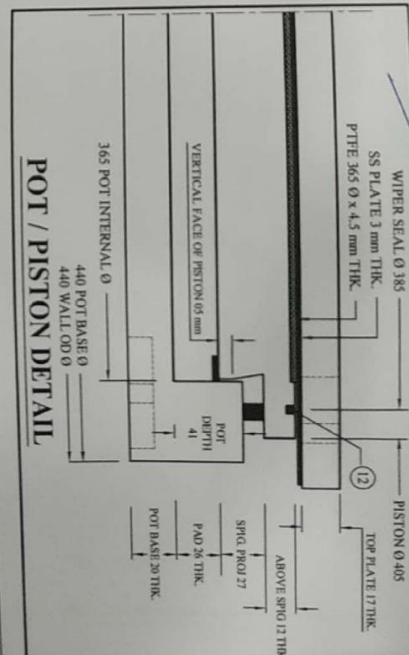 WIPER SEAL Ø 385
SS PLATE 3 mm THK.
PTFE 365 Ø x 4.5 mm THK.
VERTICAL FACE OF PISTON 05 mm
365 POT INTERNAL Ø
440 POT BASE Ø
440 WALL OD Ø
POT / PISTON DETAIL
PISTON Ø 405
12
TOP PLATE 17 THK.
ABOVE SPIG 12 THK
SPIG. PROJ 27
PAD 26 THK.
POT BASE 20 THK.
POT
DEPTH
41